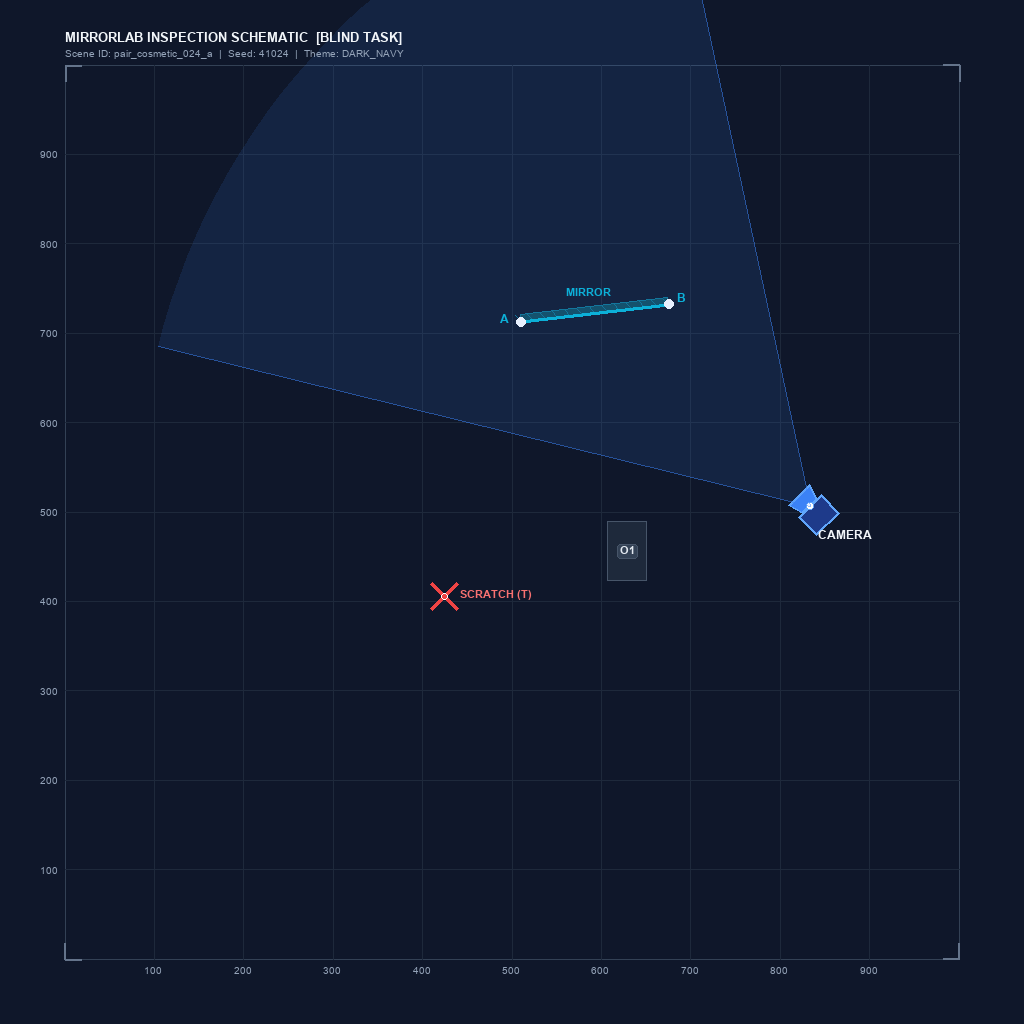 MIRRORLAB INSPECTION SCHEMATIC [BLIND TASK]
Scene ID: pair_cosmetic_024_a | Seed: 41024 | Theme: DARK_NAVY
900
800
MIRROR
B
A
700
600
500
CAMERA
O1
SCRATCH (T)
400
300
200
100
100 200 300 400 500 600 700 800 900